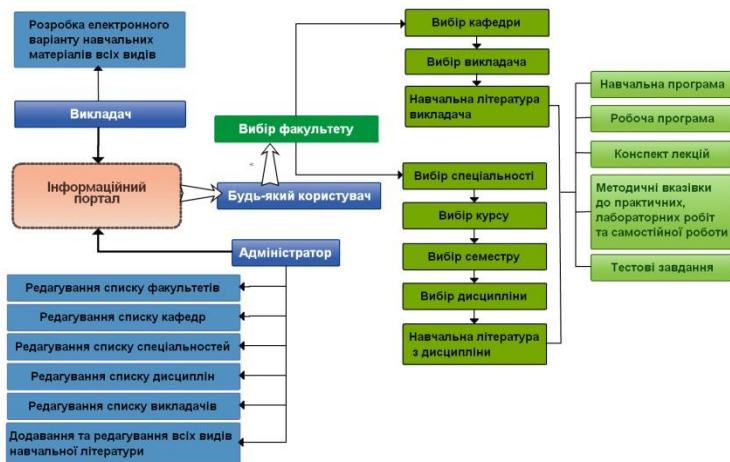 Розробка електронного
варіанту навчальних
матеріалів всіх видів
Викладач
Інформаційний
портал
Вибір факультету
Будь-який користувач
Адміністратор
Редагування списку факультетів
Редагування списку кафедр
Редагування списку спеціальностей
Редагування списку дисциплін
Редагування списку викладачів
Додавання та редагування всіх видів
навчальної літератури
Вибір кафедри
Вибір викладача
Навчальна література
викладача
Вибір спеціальності
Вибір курсу
Вибір семестру
Вибір дисципліни
Навчальна література
з дисципліни
Навчальна програма
Робоча програма
Конспект лекцій
Методичні вказівки
до практичних,
лабораторних робіт
та самостійної роботи
Тестові завдання